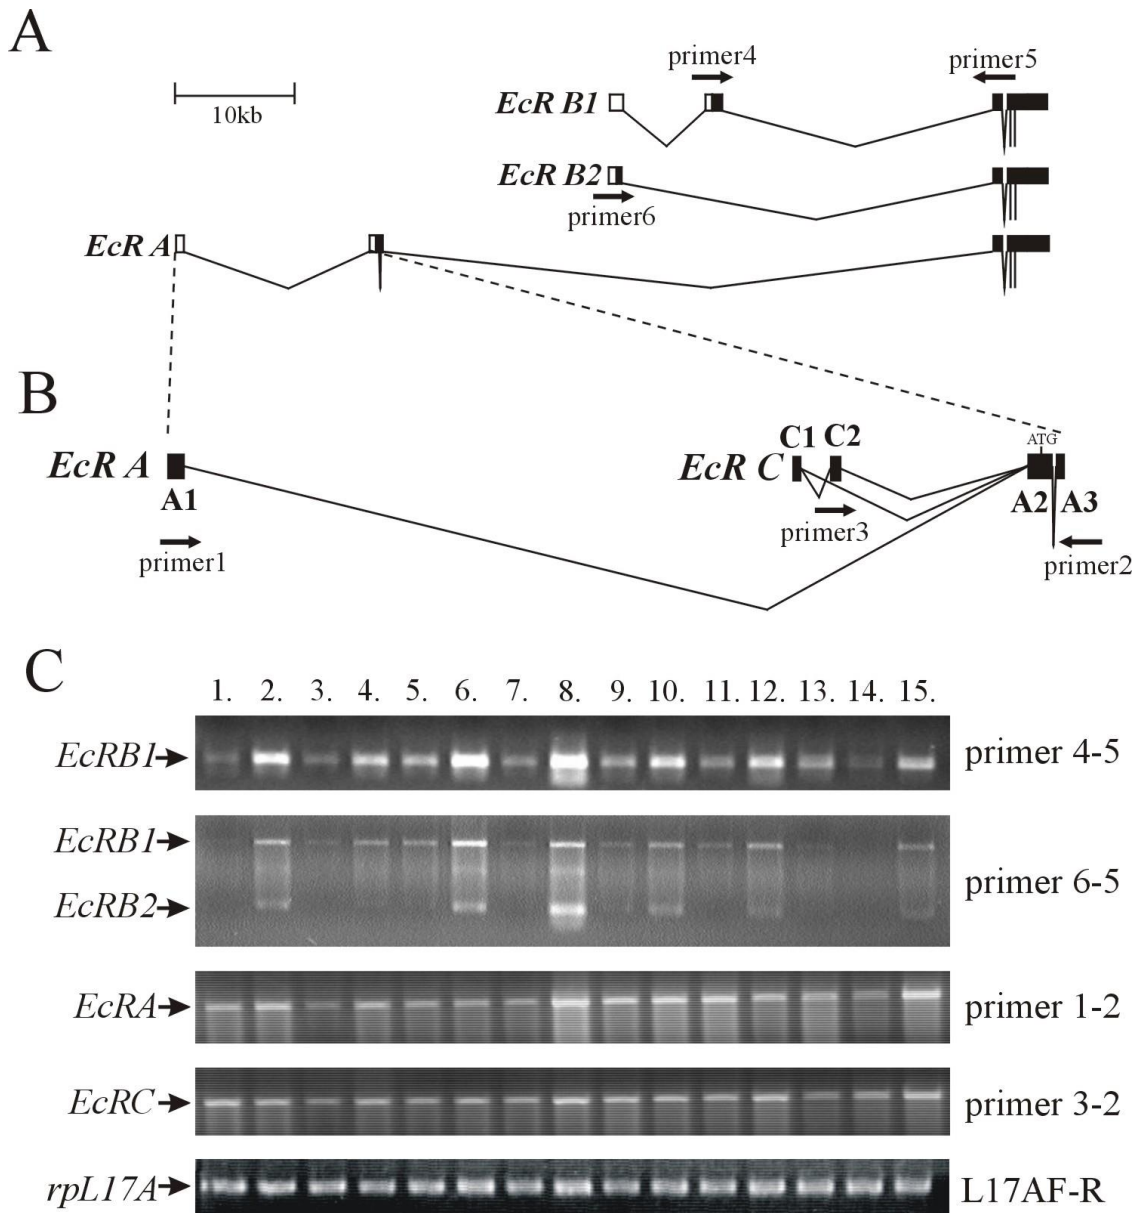 A
primer4
primer5
10kb
EcR B1
EcR B2
primer6
EcR A
B
C1 C2
ATG
EcR A
EcR C
A1
A2
A3
primer3
primer1
primer2
C
1. 2. 3. 4. 5. 6. 7. 8. 9. 10. 11. 12. 13. 14. 15.
EcRB1
primer 4-5
EcRB1
primer 6-5
EcRB2
EcRA
primer 1-2
EcRC
primer 3-2
rpL17A
L17AF-R